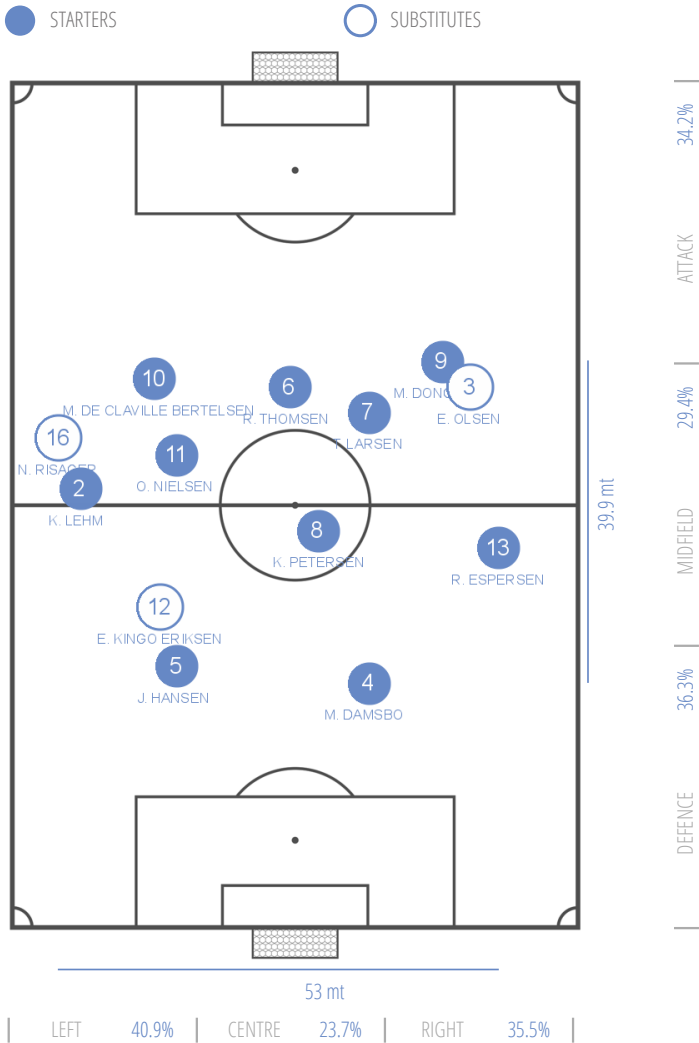 STARTERS
SUBSTITUTES
34.2%
ATTACK
9
10
6
3
M. DE CLAVILLE BERTELSEN
R. THOMSEN
7
E. OLSEN
16
T. LARSEN
11
N. RISAGER
2
O. NIELSEN
K. LEHM
8
K. PETERSEN
13
R. ESPERSEN
29.4%
39.9 mt
MIDFIELD
12
E. KINGO ERIKSEN
5
J. HANSEN
4
M. DAMSBO
36.3%
DEFENCE
53 mt
LEFT 40.9% CENTRE 23.7% RIGHT 35.5%